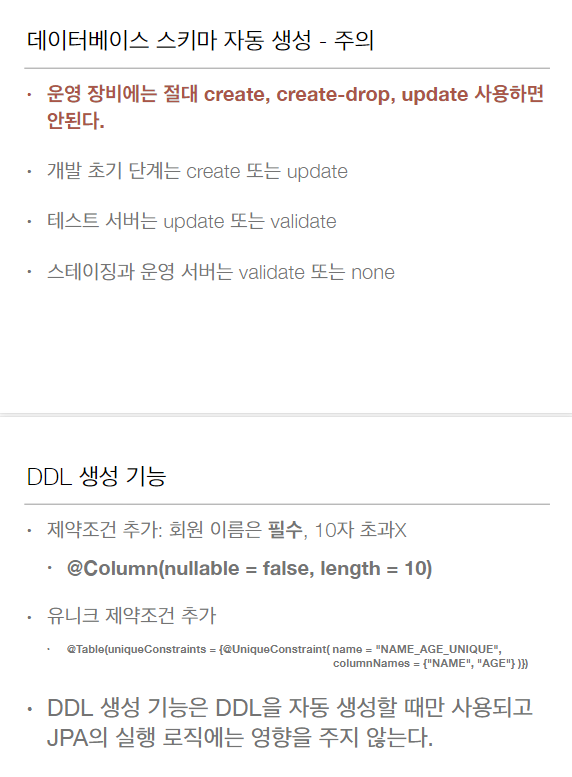 데이터베이스 스키마 자동 생성 - 주의
• 운영 장비에는 절대 create, create-drop, update 사용하면
안된다.
• 개발 초기 단계는 create 또는 update
• 테스트 서버는 update 또는 validate
• 스테이징과 운영 서버는 validate 또는 none
DDL 생성 기능
• 제약조건 추가: 회원 이름은 필수, 10자 초과X
• @Column(nullable = false, length = 10)
• 유니크 제약조건 추가
• @Table(uniqueConstraints = {@UniqueConstraint( name = "NAME_AGE_UNIQUE",
columnNames = {"NAME", "AGE"} )})
• DDL 생성 기능은 DDL을 자동 생성할 때만 사용되고
JPA의 실행 로직에는 영향을 주지 않는다.